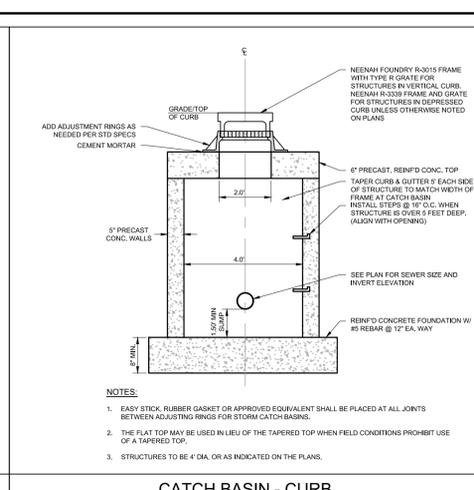 ℄
NEENAH FOUNDRY R-3015 FRAME
WITH TYPE R GRATE FOR
STRUCTURES IN VERTICAL CURB.
NEENAH R-3339 FRAME AND GRATE
FOR STRUCTURES IN DEPRESSED
CURB UNLESS OTHERWISE NOTED
ON PLANS
GRADE/TOP
OF CURB
ADD ADJUSTMENT RINGS AS
NEEDED PER STD SPECS
CEMENT MORTAR
6" PRECAST, REINF'D CONC. TOP
TAPER CURB & GUTTER 5' EACH SIDE
OF STRUCTURE TO MATCH WIDTH OF
FRAME AT CATCH BASIN
INSTALL STEPS @ 16" O.C. WHEN
STRUCTURE IS OVER 5 FEET DEEP.
(ALIGN WITH OPENING)
2.0'
5" PRECAST
CONC. WALLS
4.0'
SEE PLAN FOR SEWER SIZE AND
INVERT ELEVATION
1.50' MIN
SUMP
REINF'D CONCRETE FOUNDATION W/
#5 REBAR @ 12" EA. WAY
8" MIN.
NOTES:
1. EASY STICK, RUBBER GASKET OR APPROVED EQUIVALENT SHALL BE PLACED AT ALL JOINTS
BETWEEN ADJUSTING RINGS FOR STORM CATCH BASINS.
2. THE FLAT TOP MAY BE USED IN LIEU OF THE TAPERED TOP WHEN FIELD CONDITIONS PROHIBIT USE
OF A TAPERED TOP.
3. STRUCTURES TO BE 4' DIA. OR AS INDICATED ON THE PLANS.
CATCH BASIN - CURB